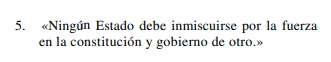 5. «Ningún Estado debe inmiscuirse por la fuerza
en la constitución y gobierno de otro.»